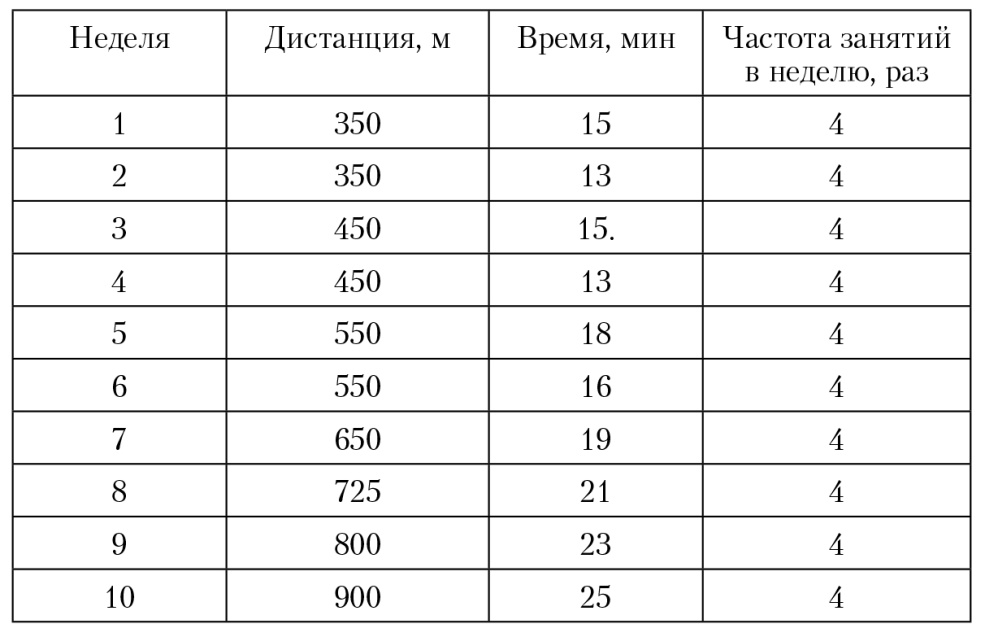 Неделя Дистанция, м Время, мин Частота занятий
в неделю, раз
1 350 15 4
2 350 13 4
3 450 15. 4
4 450 13 4
5 550 18 4
6 550 16 4
7 650 19 4
8 725 21 4
9 800 23 4
10 900 25 4